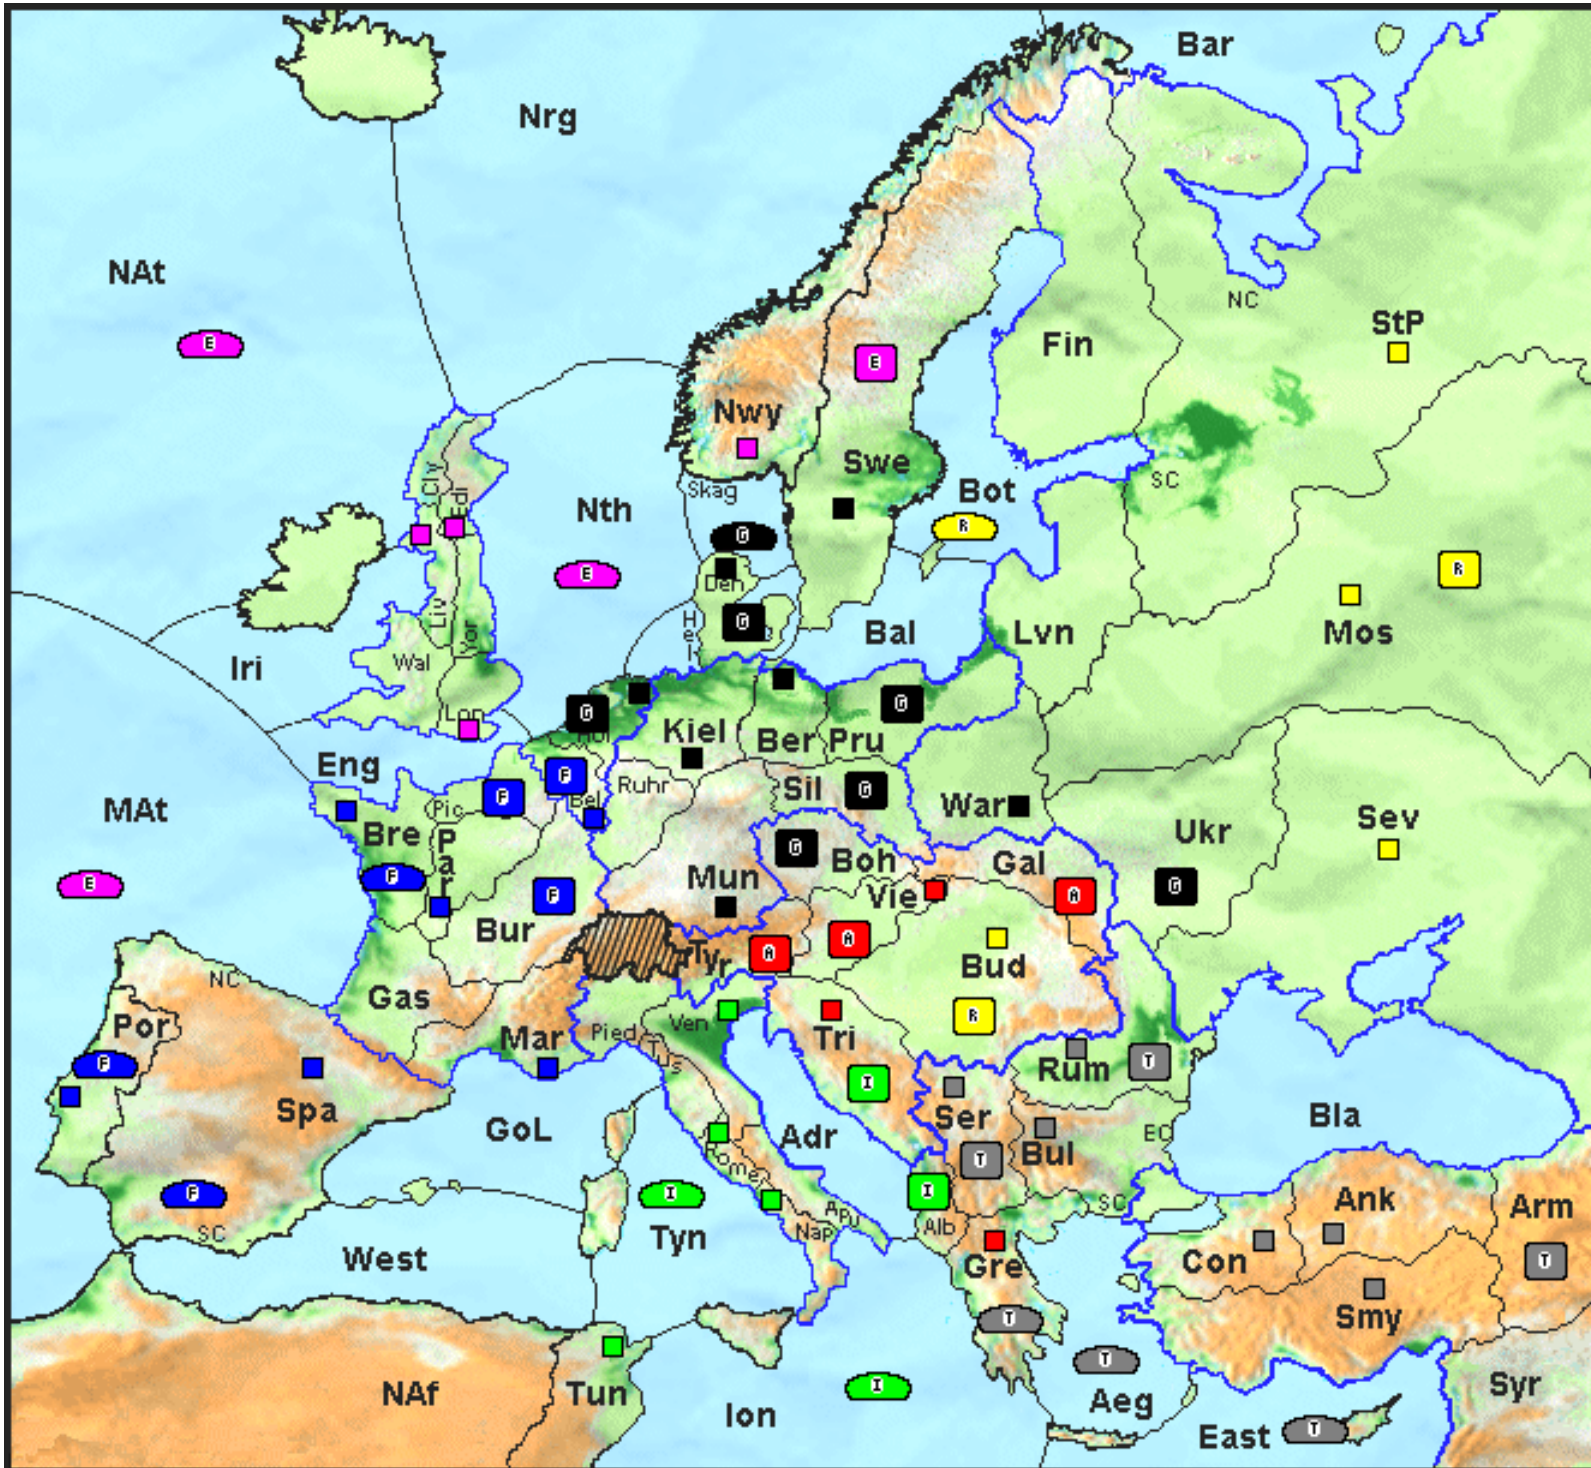 Bar
Nrg
NAt
E
NC
StP
Fin
E
Nwy
Cly
Edi
Swe
SC
Skag
Bot
Nth
R
G
E
R
Den
Liv
Yor
Hel
G
Bal
Lvn
Mos
Iri
Wal
Lon
G
G
Hol
Kiel
Ber
Pru
Eng
F
Ruhr
Sil
G
War
MAt
Pic
F
Bel
Bre
Par
Ukr
Sev
G
Boh
Gal
E
F
Mun
Vie
F
A
G
Bur
A
A
Tyr
Bud
NC
Gas
Por
Mar
Pied
Ven
Tri
R
F
Tus
Rum
T
Spa
I
Ser
GoL
Adr
Bul
EC
Bla
Rome
T
F
I
I
Ank
SC
Apu
Nap
Alb
SC
Arm
West
Tyn
Gre
Con
T
T
Smy
T
NAf
Tun
I
Ion
Aeg
Syr
East
T